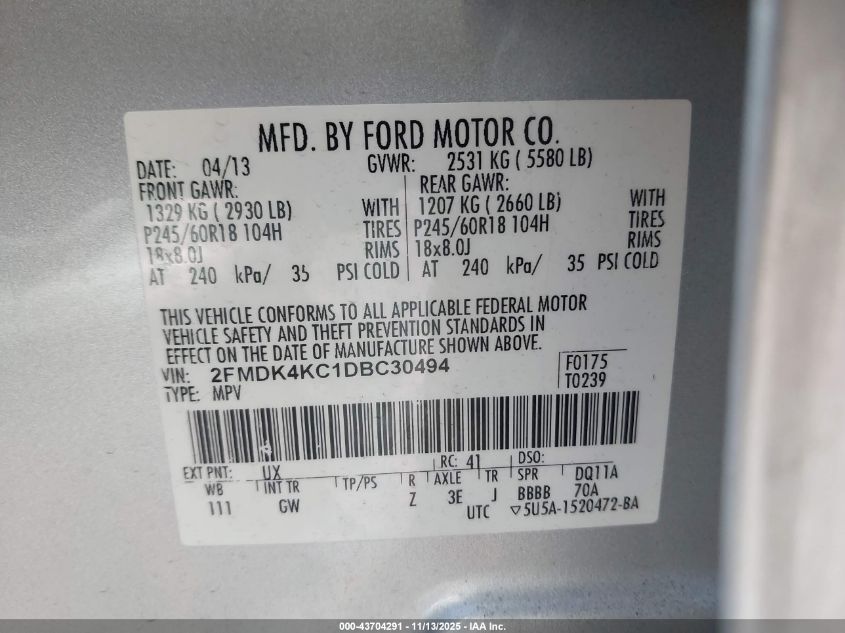 MFD. BY FORD MOTOR CO.
DATE: 04/13 GVWR: 2531 KG ( 5580 LB)
FRONT GAWR: REAR GAWR:
1329 KG ( 2930 LB) WITH 1207 KG ( 2660 LB) WITH
P245/60R18 104H TIRES P245/60R18 104H TIRES
18x8.0J RIMS 18x8.0J RIMS
AT 240 kPa/ 35 PSI COLD AT 240 kPa/ 35 PSI COLD
THIS VEHICLE CONFORMS TO ALL APPLICABLE FEDERAL MOTOR
VEHICLE SAFETY AND THEFT PREVENTION STANDARDS IN
EFFECT ON THE DATE OF MANUFACTURE SHOWN ABOVE.
VIN: 2FMDK4KC1DBC30494 F0175
TYPE: MPV T0239
EXT PNT: UX RC: 41 DSO:
WB INT TR TP/PS R AXLE TR SPR DQ11A
111 GW Z 3E J BBBB 70A
UTC ▽5U5A-1520472-BA
000-43704291 - 11/13/2025 - IAA Inc.